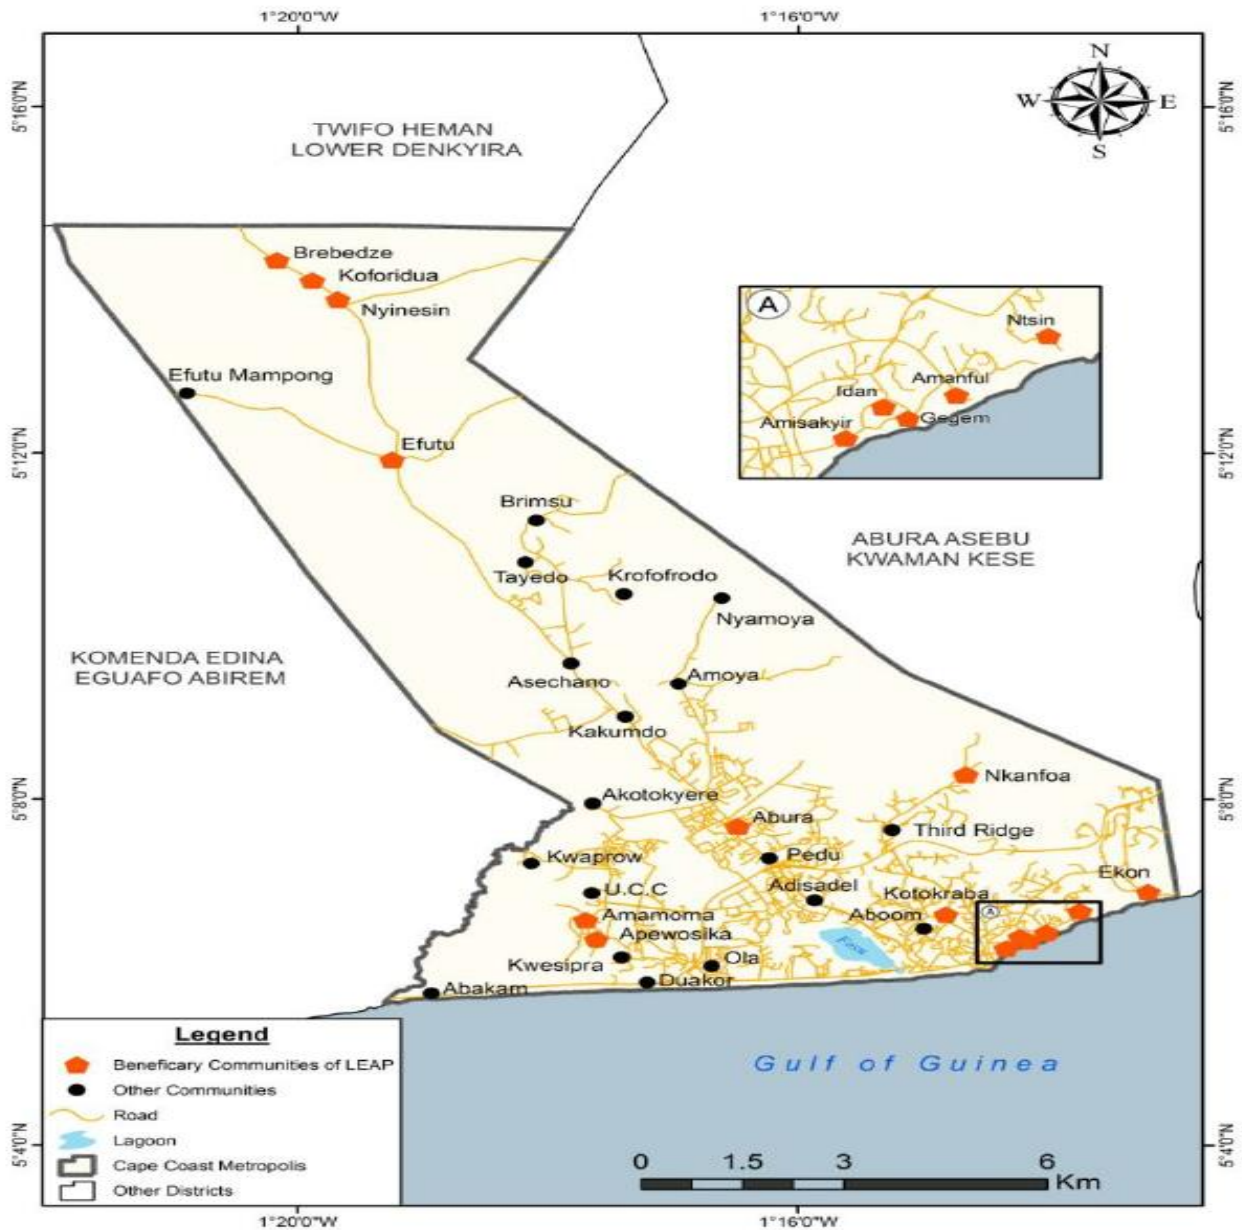 1°20'0"W
1°16'0"W
N
W
E
S
5°16'0"N
5°16'0"N
TWIFO HEMAN
LOWER DENKYIRA
Brebedze
Koforidua
Nyinesin
A
Ntsin
Amanful
Idan
Gegem
Amisakyir
Efutu Mampong
Efutu
5°12'0"N
5°12'0"N
Brimsu
ABURA ASEBU
KWAMAN KESE
Tayedo
Krofofrodo
Nyamoya
KOMENDA EDINA
EGUAFO ABIREM
Asechano
Amoya
Kakumdo
Nkanfoa
5°8'0"N
5°8'0"N
Akotokyere
Abura
Third Ridge
Kwaprow
Pedu
Ekon
U.C.C
Adisadel
Kotokraba
Amamoma
Aboom
A
Apewosika
Fosu
Kwesipra
Ola
Duakor
Abakam
Legend
Beneficary Communities of LEAP
Other Communities
Road
Lagoon
Cape Coast Metropolis
Other Districts
Gulf of Guinea
5°4'0"N
5°4'0"N
0 1.5 3 6
Km
1°20'0"W
1°16'0"W